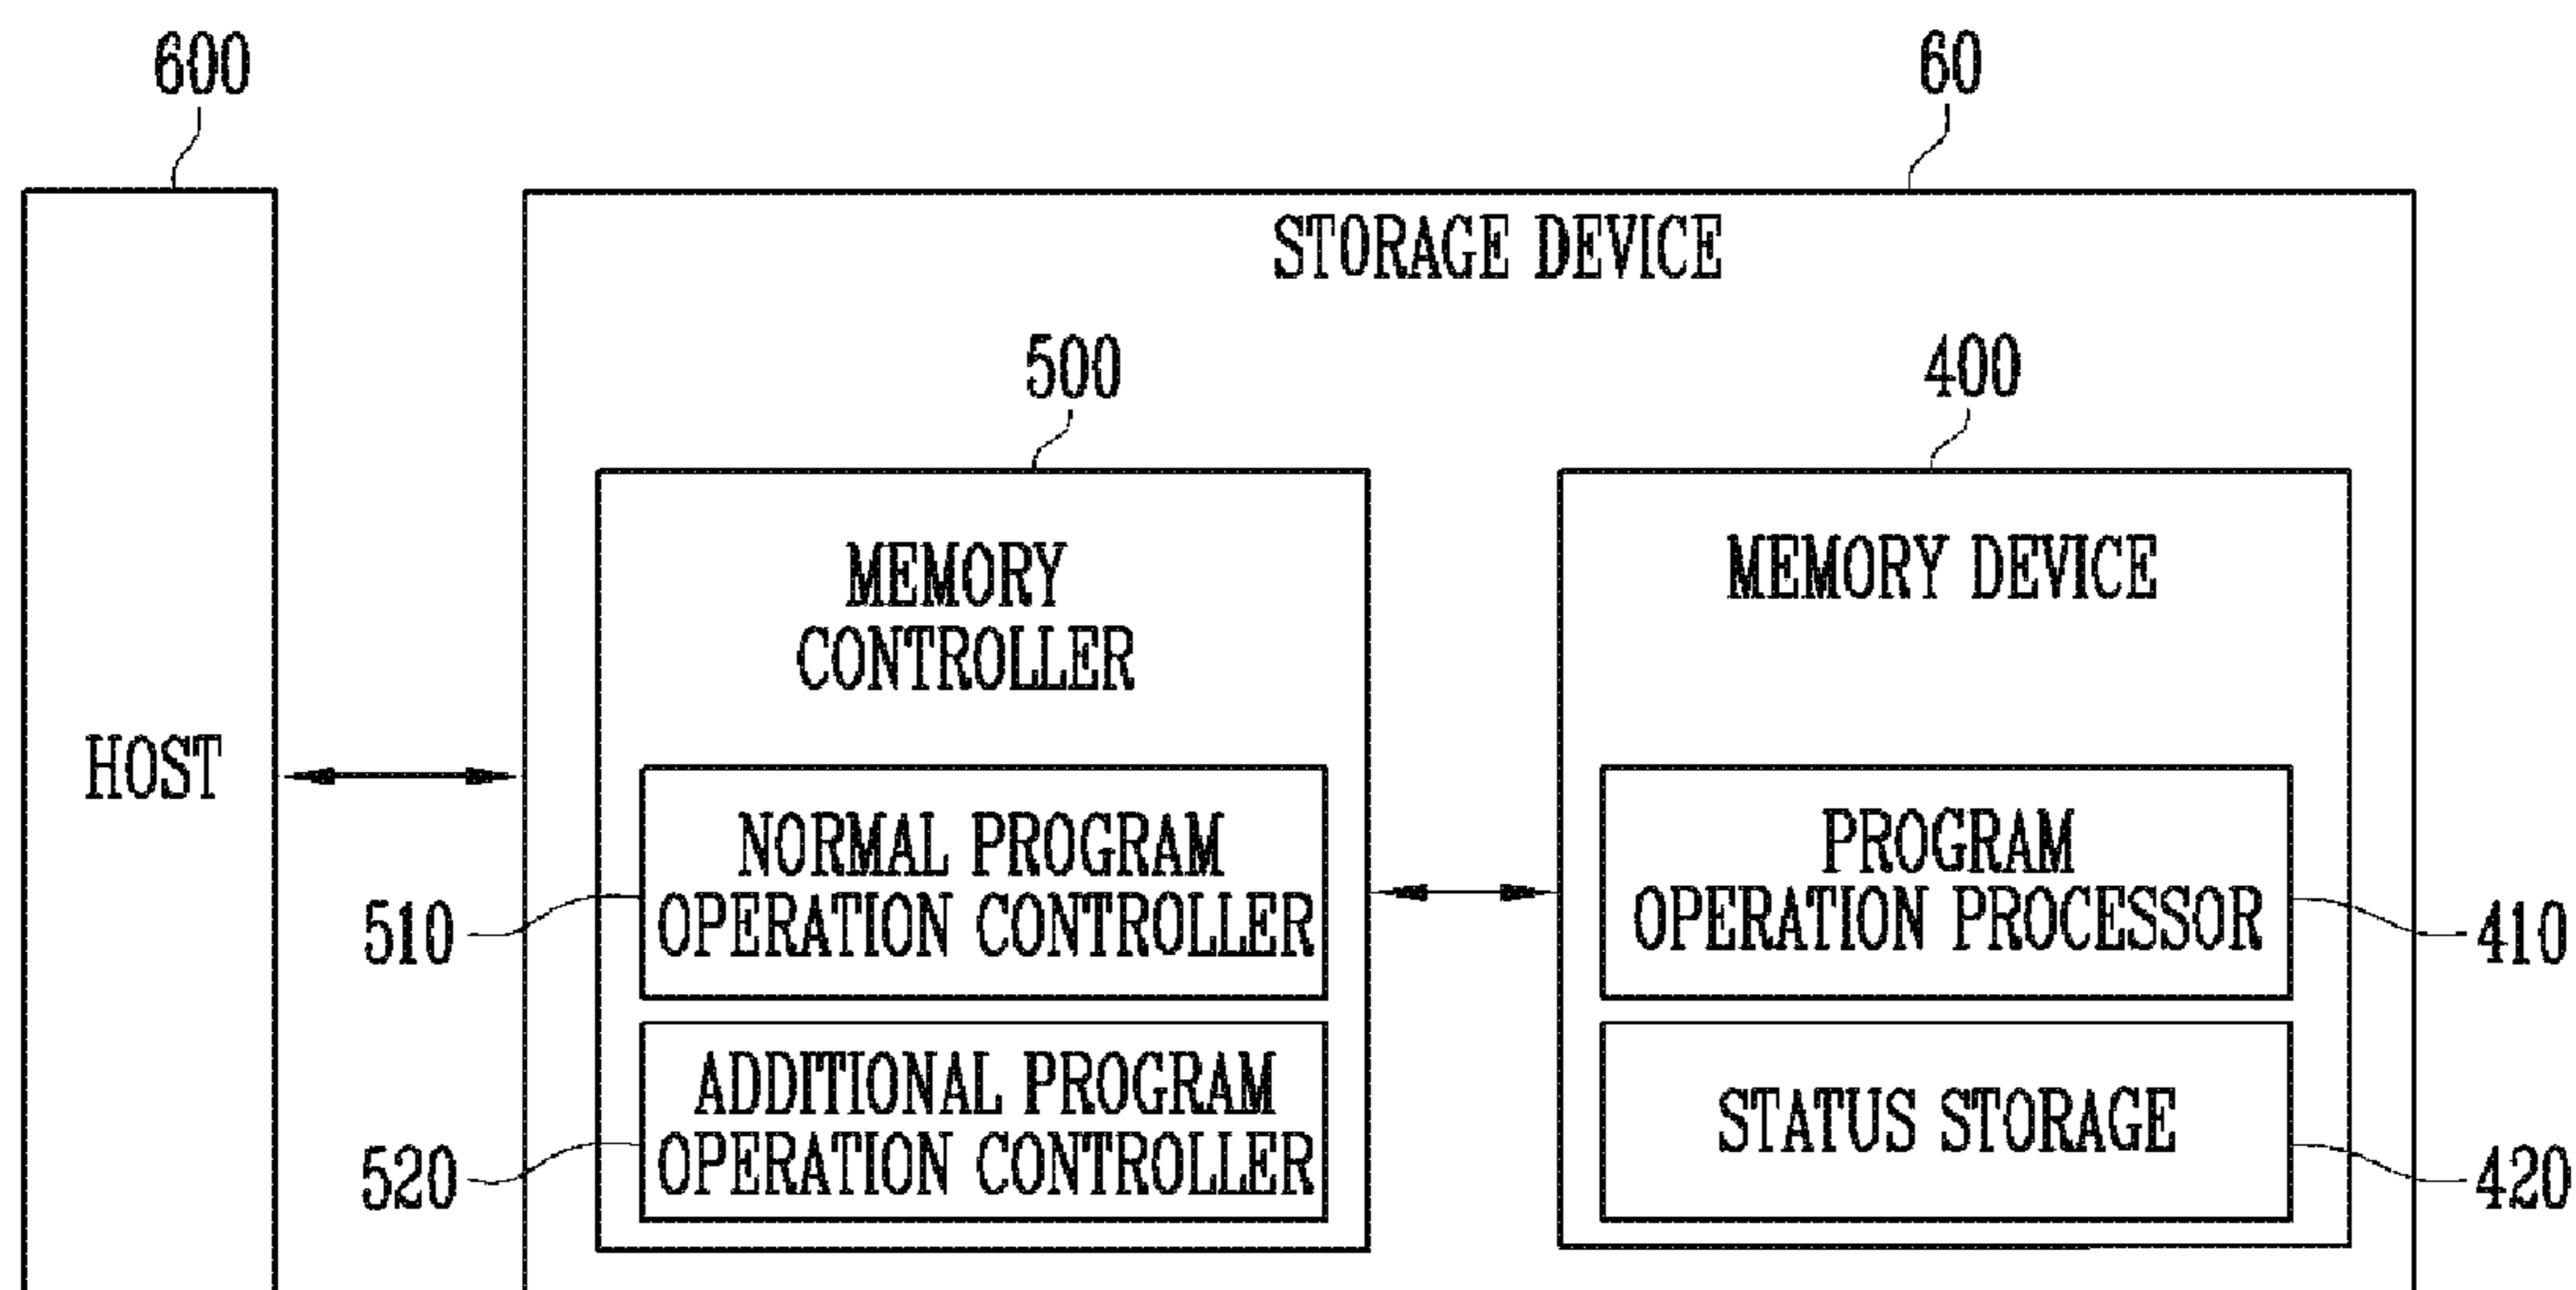 600
60
STORAGE DEVICE
500
400
MEMORY
CONTROLLER
MEMORY DEVICE
HOST
NORMAL PROGRAM
OPERATION CONTROLLER
510
PROGRAM
OPERATION PROCESSOR
410
ADDITIONAL PROGRAM
OPERATION CONTROLLER
520
STATUS STORAGE
420